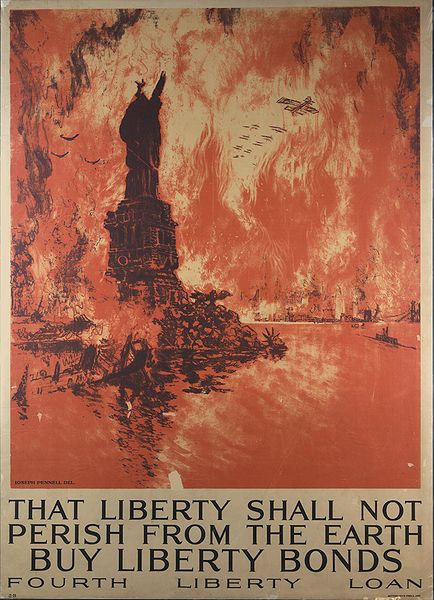 JOSEPH PENNELL DEL.
THAT LIBERTY SHALL NOT
PERISH FROM THE EARTH
BUY LIBERTY BONDS
FOURTH LIBERTY LOAN